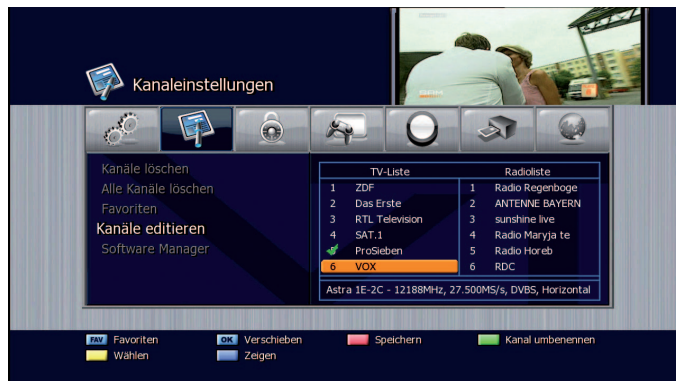 Kanaleinstellungen
Kanäle löschen
Alle Kanäle löschen
Favoriten
Kanäle editieren
Software Manager
TV-Liste Radioliste
1 ZDF 1 Radio Regenboge
2 Das Erste 2 ANTENNE BAYERN
3 RTL Television 3 sunshine live
4 SAT.1 4 Radio Maryja te
ProSieben 5 Radio Horeb
6 VOX 6 RDC
Astra 1E-2C - 12188MHz, 27.500MS/s, DVBS, Horizontal
FAV Favoriten OK Verschieben Speichern Kanal umbenennen
Wählen Zeigen